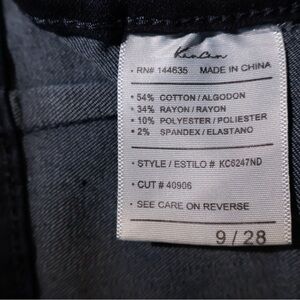 KanCan
• RN# 144635 MADE IN CHINA
• 54% COTTON / ALGODON
• 34% RAYON / RAYON
• 10% POLYESTER / POLIESTER
• 2% SPANDEX / ELASTANO
• STYLE / ESTILO # KC6247ND
• CUT # 40906
• SEE CARE ON REVERSE
9 / 28